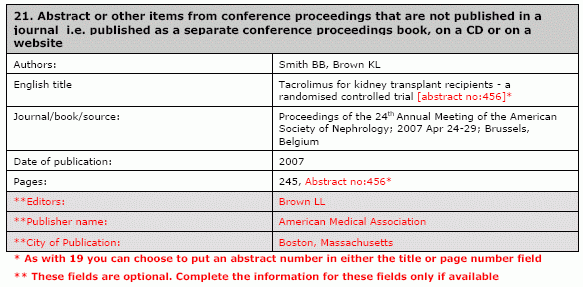 21. Abstract or other items from conference proceedings that are not published in a
journal i.e. published as a separate conference proceedings book, on a CD or on a
website
Authors: Smith BB, Brown KL
English title Tacrolimus for kidney transplant recipients - a
randomised controlled trial [abstract no:456]*
Journal/book/source: Proceedings of the 24th Annual Meeting of the American
Society of Nephrology; 2007 Apr 24-29; Brussels,
Belgium
Date of publication: 2007
Pages: 245, Abstract no:456*
**Editors: Brown LL
**Publisher name: American Medical Association
**City of Publication: Boston, Massachusetts
* As with 19 you can choose to put an abstract number in either the title or page number field
** These fields are optional. Complete the information for these fields only if available